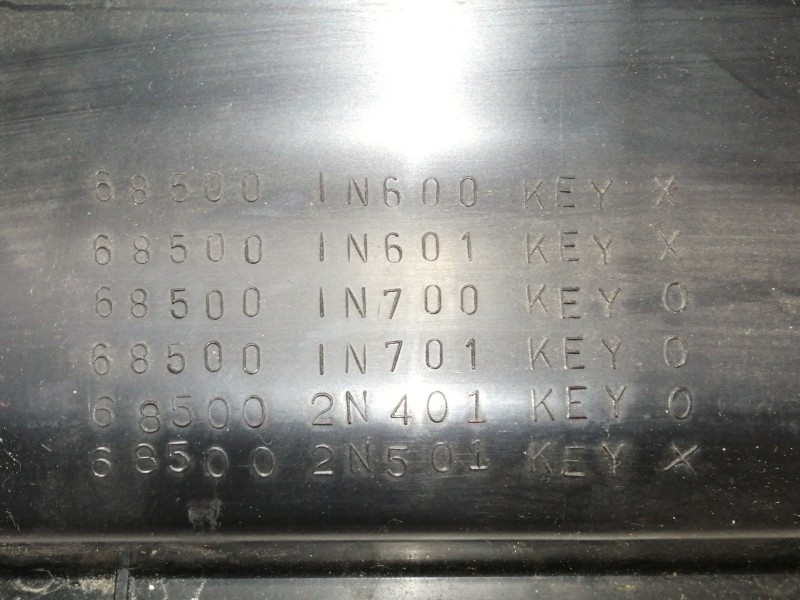 68500 1N600 KEY X
68500 1N601 KEY X
68500 1N700 KEY O
68500 1N701 KEY O
68500 2N401 KEY O
68500 2N501 KEY X